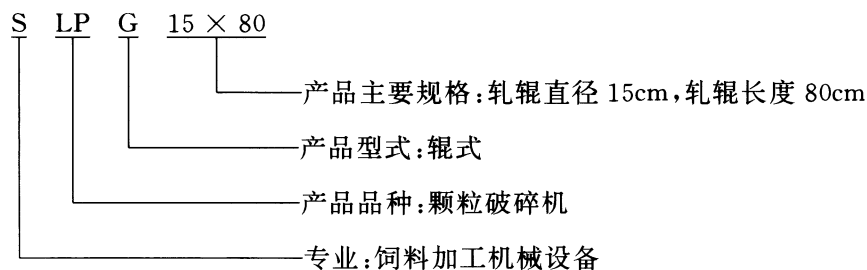 S LP G 15 × 80
产品主要规格:轧辊直径 15cm,轧辊长度 80cm
产品型式:辊式
产品品种:颗粒破碎机
专业:饲料加工机械设备